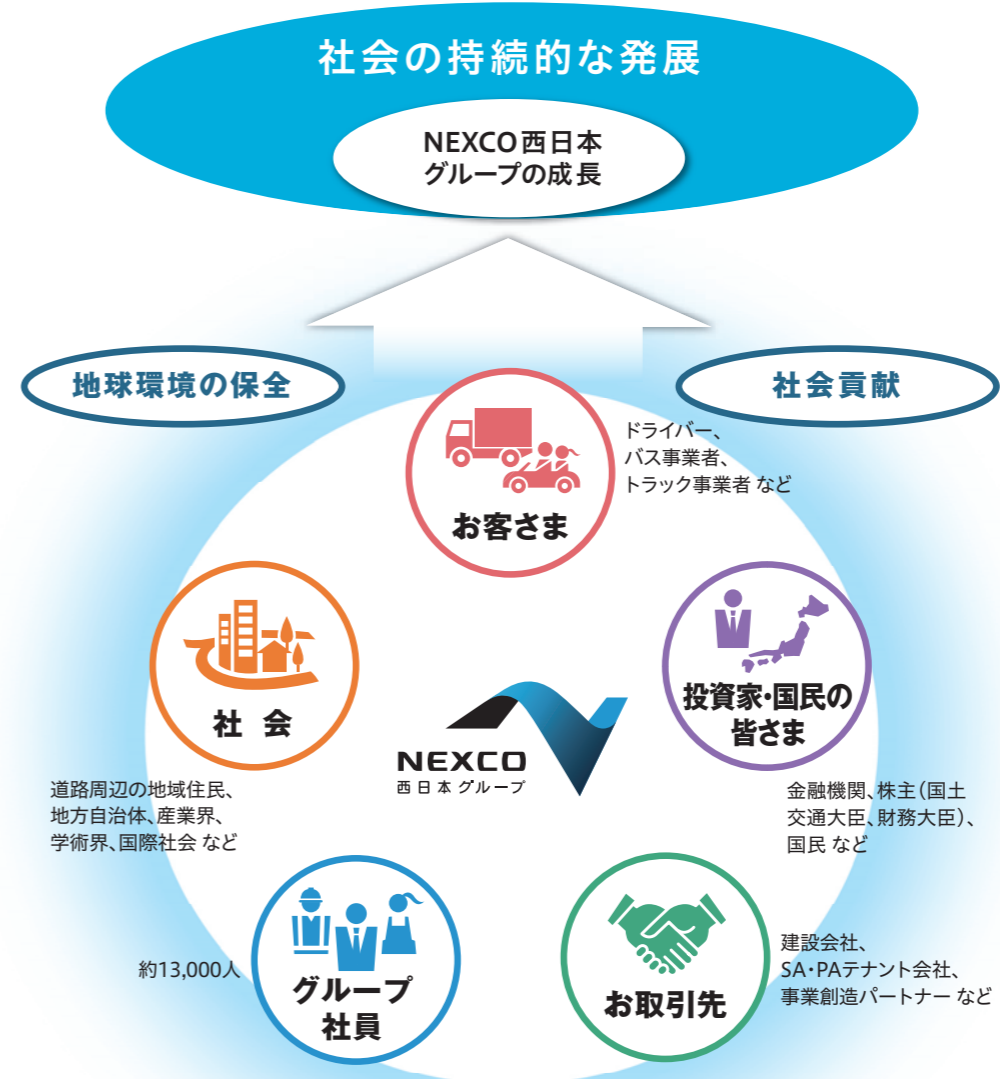 社会の持続的な発展
NEXCO西日本
グループの成長
地球環境の保全
社会貢献
お客さま
ドライバー、
バス事業者、
トラック事業者 など
社会
道路周辺の地域住民、
地方自治体、産業界、
学術界、国際社会 など
NEXCO
西日本グループ
投資家・国民の
皆さま
金融機関、株主(国土
交通大臣、財務大臣)、
国民 など
約13,000人
グループ
社員
お取引先
建設会社、
SA・PAテナント会社、
事業創造パートナー など